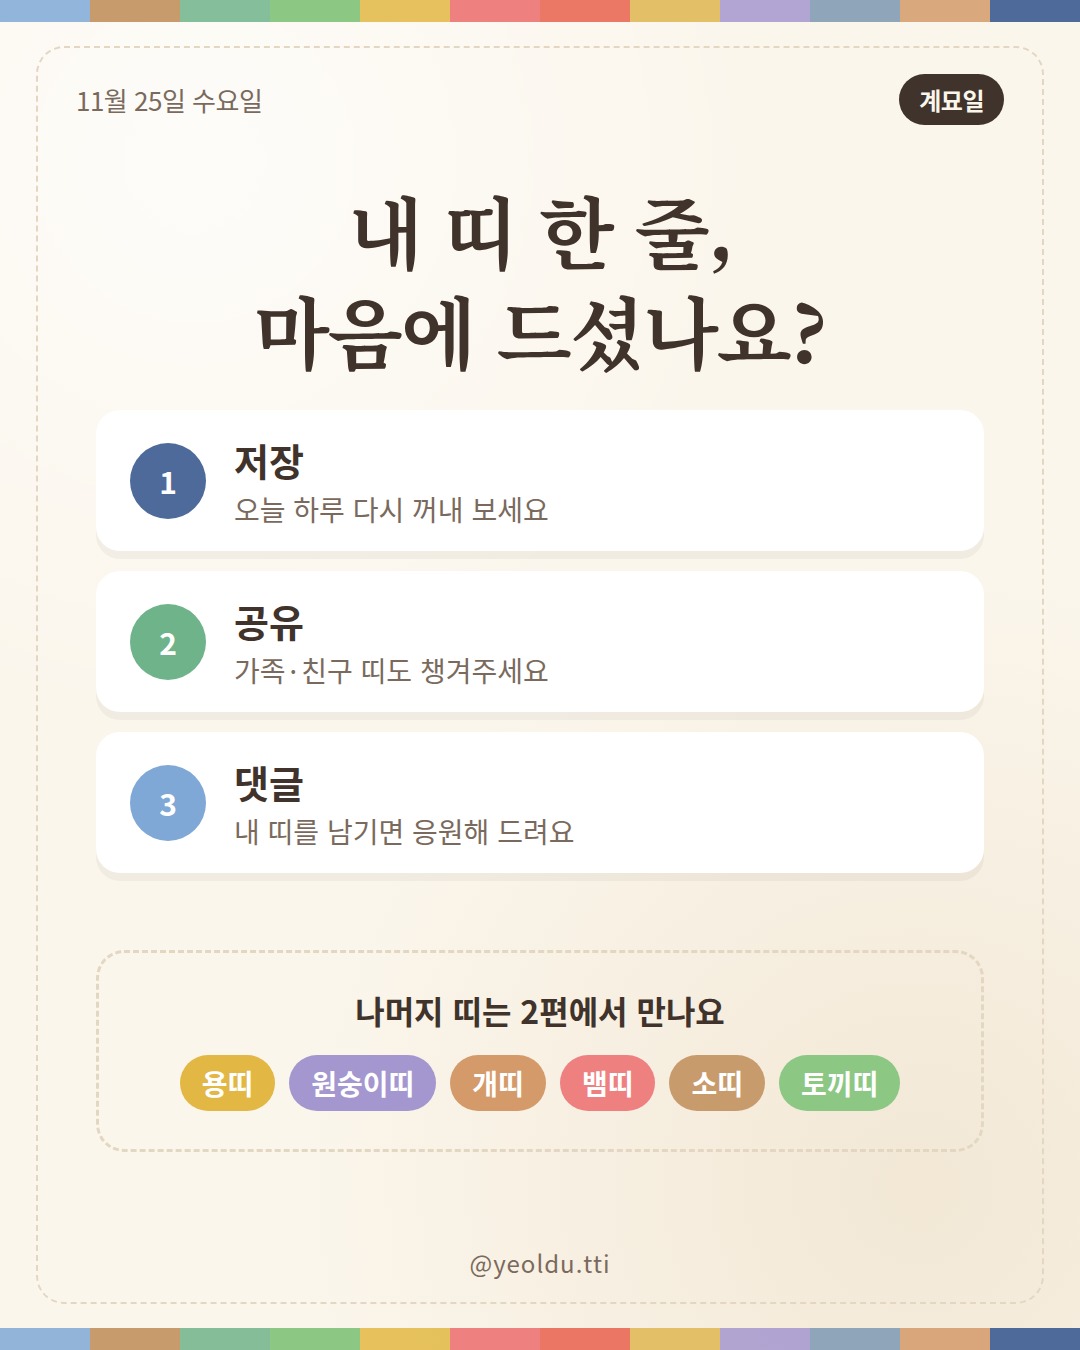 11월 25일 수요일
계묘일
내 띠 한 줄,
마음에 드셨나요?
1
저장
오늘 하루 다시 꺼내 보세요
2
공유
가족·친구 띠도 챙겨주세요
3
댓글
내 띠를 남기면 응원해 드려요
나머지 띠는 2편에서 만나요
용띠 원숭이띠 개띠 뱀띠 소띠 토끼띠
@yeoldu.tti